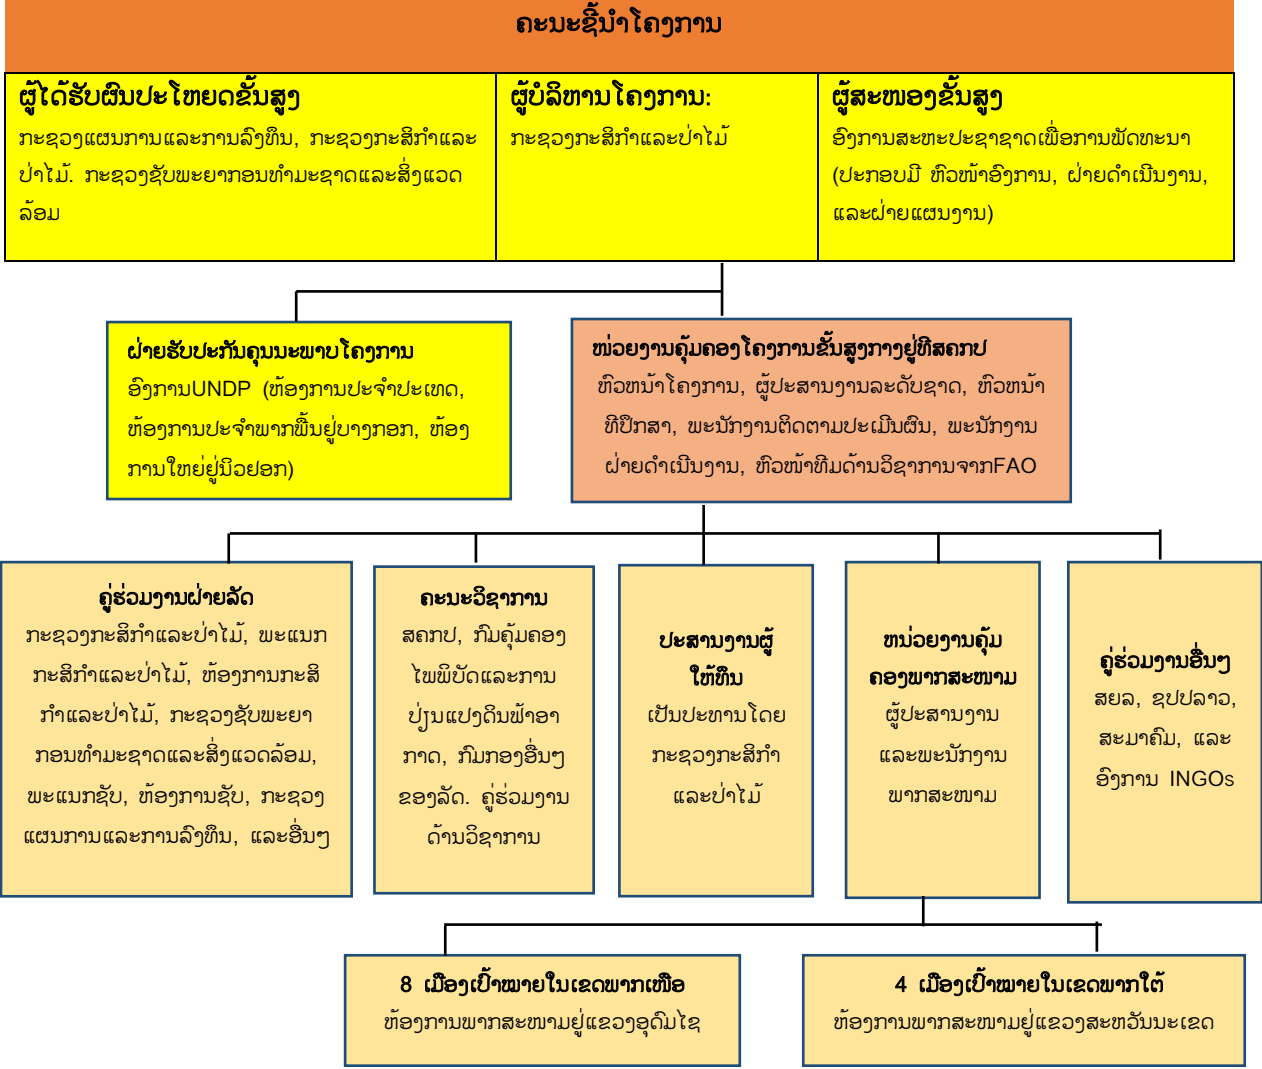 ຄະນະຊີ້ນໍາໂຄງການ
ຜູ້ໄດ້ຮັບຜົນປະໂຫຍດຂັ້ນສູງ
ກະຊວງແຜນການແລະການລົງທຶນ, ກະຊວງກະສິກໍາແລະ
ປ່າໄມ້. ກະຊວງຊັບພະຍາກອນທໍາມະຊາດແລະສິ່ງແວດ
ລ້ອມ
ຜູ້ບໍລິຫານໂຄງການ:
ກະຊວງກະສິກໍາແລະປ່າໄມ້
ຜູ້ສະໜອງຂັ້ນສູງ
ອົງການສະຫະປະຊາຊາດເພື່ອການພັດທະນາ
(ປະກອບມີ ຫົວໜ້າອົງການ, ຝ່າຍດໍາເນີນງານ,
ແລະຝ່າຍແຜນງານ)
ຝ່າຍຮັບປະກັນຄຸນນະພາບໂຄງການ
ອົງການUNDP (ຫ້ອງການປະຈໍາປະເທດ,
ຫ້ອງການປະຈໍາພາກພື້ນຢູ່ບາງກອກ, ຫ້ອງ
ການໃຫຍ່ຢູ່ນິວຢອກ)
ໜ່ວຍງານຄຸ້ມຄອງໂຄງການຂັ້ນສູງກາງຢູ່ທີ່ສຄກປ
ຫົວຫນ້າໂຄງການ, ຜູ້ປະສານງານລະດັບຊາດ, ຫົວຫນ້າ
ທີ່ປຶກສາ, ພະນັກງານຕິດຕາມປະເມີນຜົນ, ພະນັກງານ
ຝ່າຍດໍາເນີນງານ, ຫົວໜ້າທີມດ້ານວິຊາການຈາກFAO
ຄູ່ຮ່ວມງານຝ່າຍລັດ
ກະຊວງກະສິກໍາແລະປ່າໄມ້, ພະແນກ
ກະສິກໍາແລະປ່າໄມ້, ຫ້ອງການກະສິ
ກໍາແລະປ່າໄມ້, ກະຊວງຊັບພະຍາ
ກອນທໍາມະຊາດແລະສິ່ງແວດລ້ອມ,
ພະແນກຊັບ, ຫ້ອງການຊັບ, ກະຊວງ
ແຜນການແລະການລົງທຶນ, ແລະອື່ນໆ
ຄະນະວິຊາການ
ສຄກປ, ກົມຄຸ້ມຄອງ
ໄພພິບັດແລະການ
ປ່ຽນແປງດິນຟ້າອາ
ກາດ, ກົມກອງອື່ນໆ
ຂອງລັດ. ຄູ່ຮ່ວມງານ
ດ້ານວິຊາການ
ປະສານງານຜູ້
ໃຫ້ທຶນ
ເປັນປະທານໂດຍ
ກະຊວງກະສິກໍາ
ແລະປ່າໄມ້
ຫນ່ວຍງານຄຸ້ມ
ຄອງພາກສະໜາມ
ຜູ້ປະສານງານ
ແລະພະນັກງານ
ພາກສະໜາມ
ຄູ່ຮ່ວມງານອື່ນໆ
ສຍລ, ຊປປລາວ,
ສະມາຄົມ, ແລະ
ອົງການ INGOs
8 ເມືອງເປົ້າໝາຍໃນເຂດພາກເໜືອ
ຫ້ອງການພາກສະໜາມຢູ່ແຂວງອຸດົມໄຊ
4 ເມືອງເປົ້າໝາຍໃນເຂດພາກໃຕ້
ຫ້ອງການພາກສະໜາມຢູ່ແຂວງສະຫວັນນະເຂດ